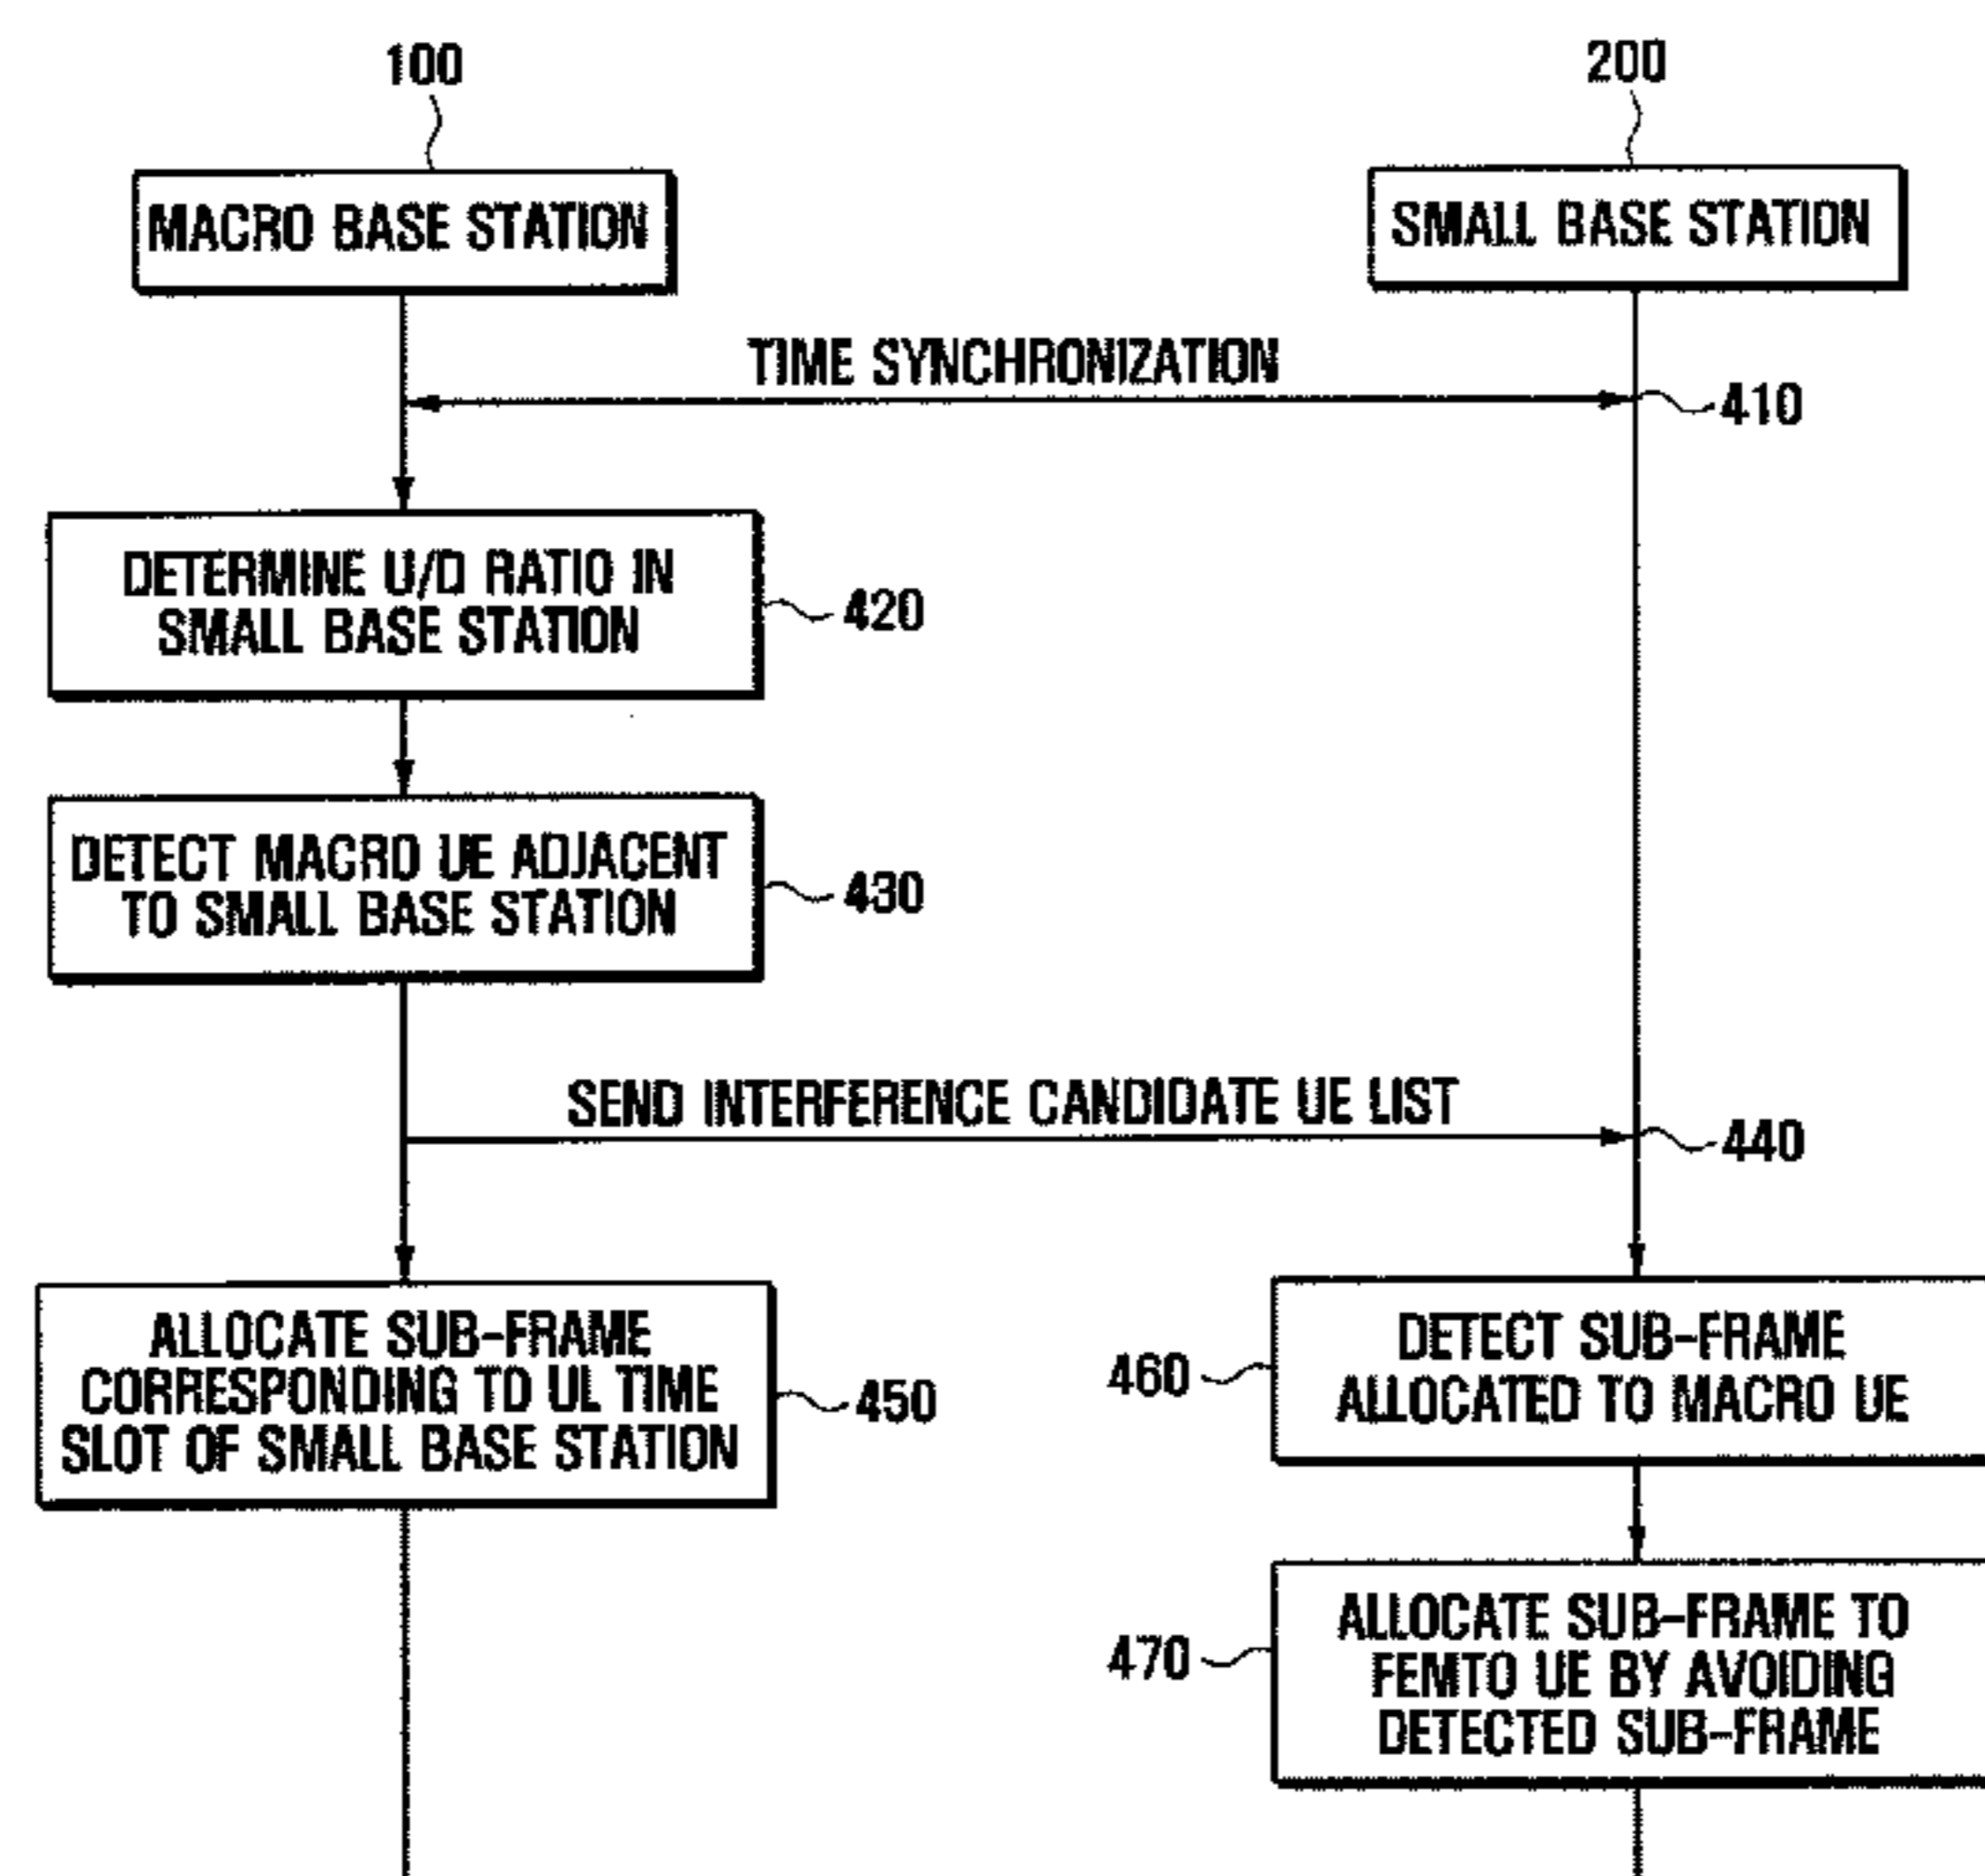 100
200
MACRO BASE STATION
SMALL BASE STATION
TIME SYNCHRONIZATION
410
DETERMINE U/D RATIO IN
SMALL BASE STATION
420
DETECT MACRO UE ADJACENT
TO SMALL BASE STATION
430
SEND INTERFERENCE CANDIDATE UE LIST
440
ALLOCATE SUB-FRAME
CORRESPONDING TO UL TIME
SLOT OF SMALL BASE STATION
450
460
DETECT SUB-FRAME
ALLOCATED TO MACRO UE
470
ALLOCATE SUB-FRAME TO
FEMTO UE BY AVOIDING
DETECTED SUB-FRAME